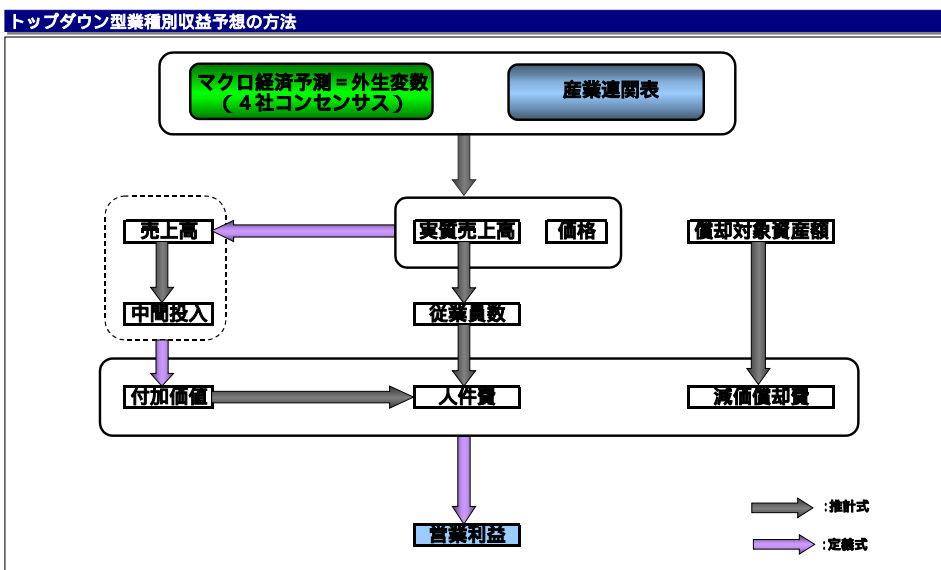 トップダウン型業種別収益予想の方法
マクロ経済予測＝外生変数
（４社コンセンサス）
産業連関表
売上高
実質売上高
価格
償却対象資産額
中間投入
従業員数
付加価値
人件費
減価償却費
営業利益
:推計式
:定義式